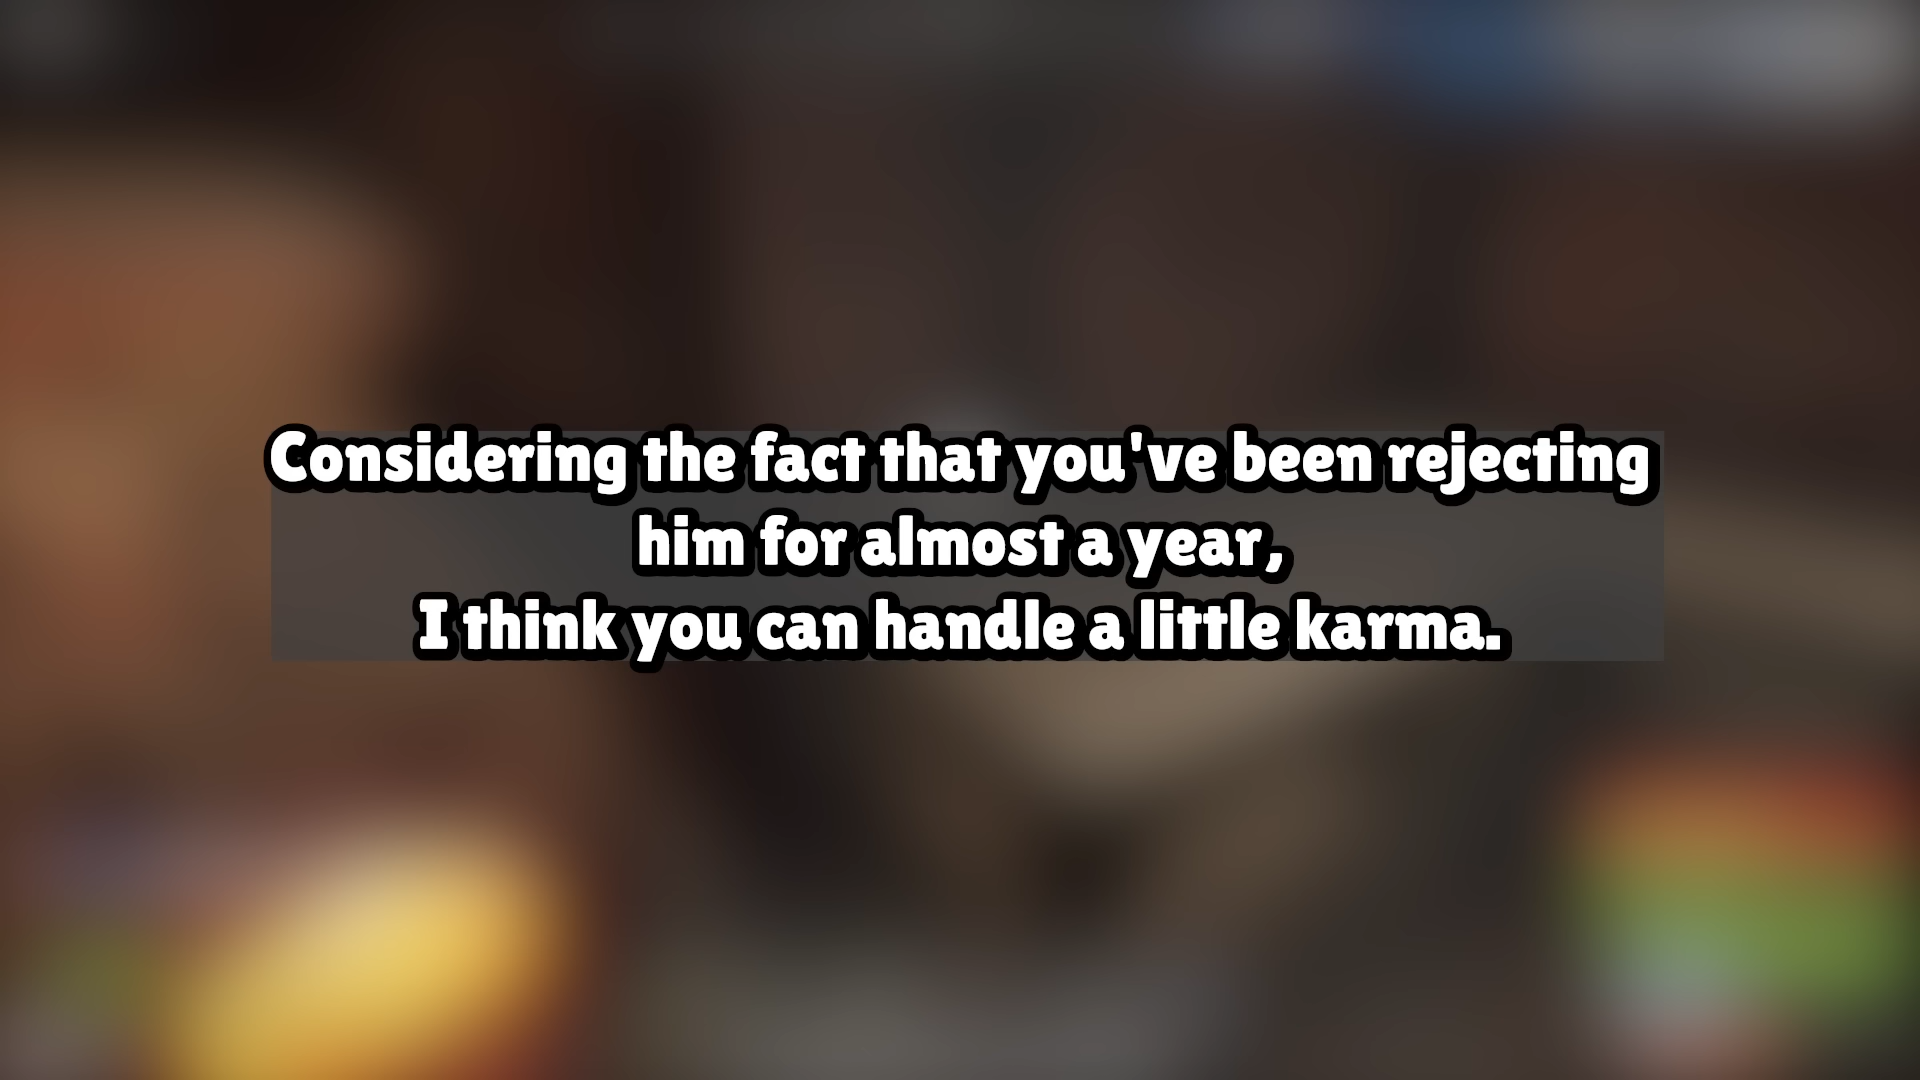 Considering the fact that you've been rejecting
him for almost a year,
I think you can handle a little karma.